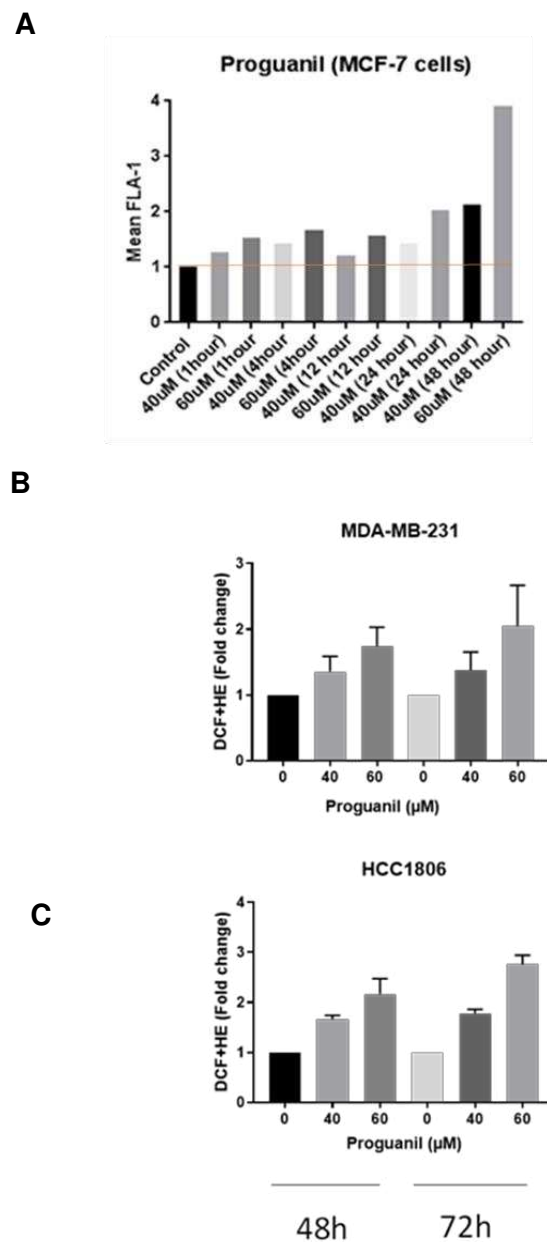 A
Proguanil (MCF-7 cells)
Mean FLA-1
4
3
2
1
0
Control
40uM (1hour)
60uM (1hour
40uM (4hour
60uM (4hour
40uM (12 hour
60uM (12 hour
40uM (24 hour)
40uM (24 hour)
40uM (48 hour)
60uM (48 hour)
B
MDA-MB-231
DCF+HE (Fold change)
3
2
1
0
0 40 60 0 40 60
Proguanil (µM)
C
HCC1806
DCF+HE (Fold change)
4
3
2
1
0
0 40 60 0 40 60
Proguanil (µM)
48h 72h